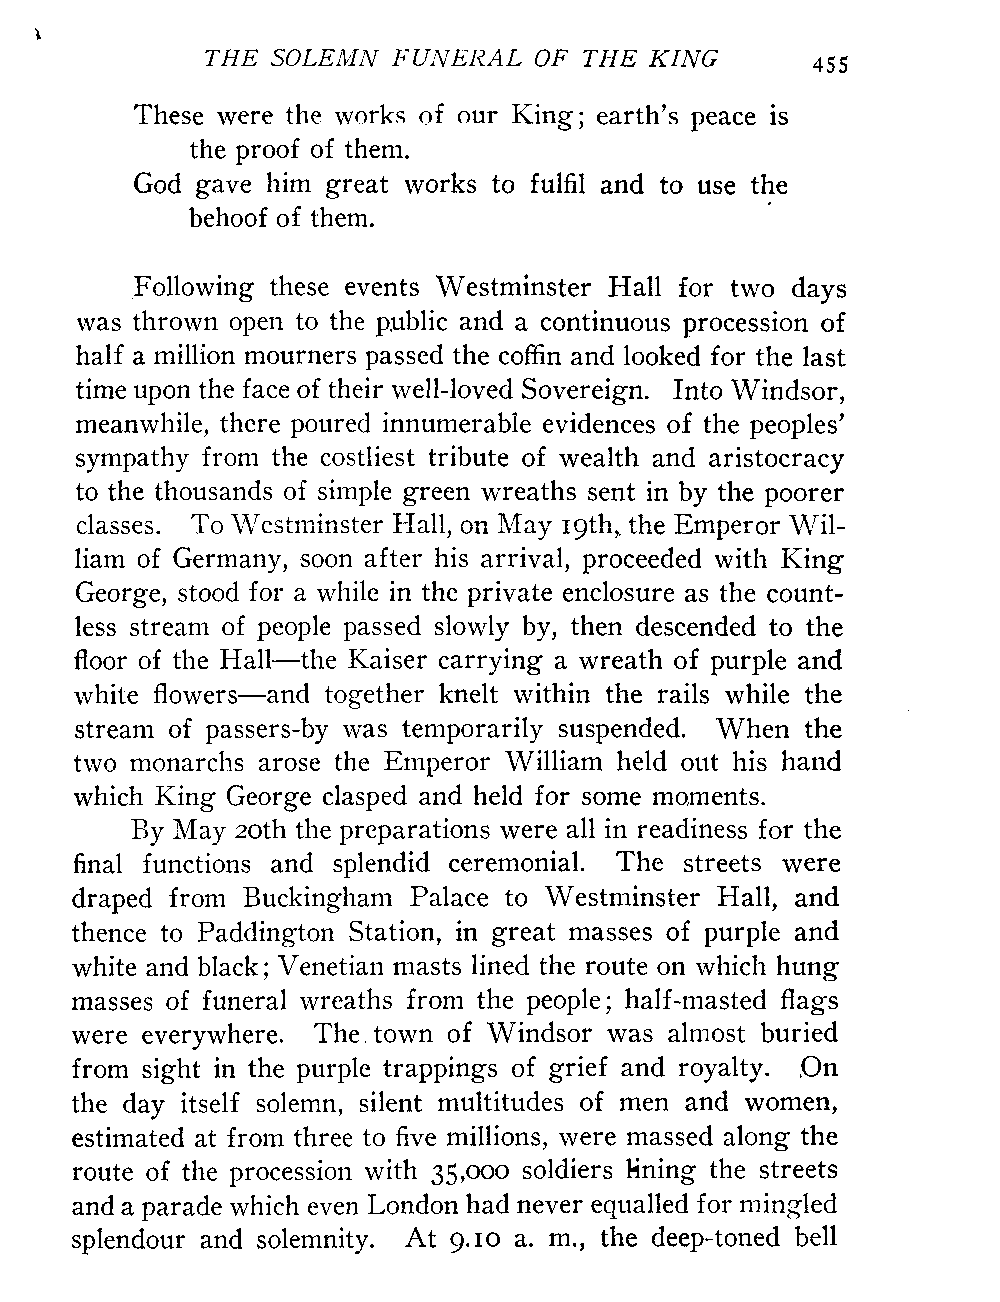 THE SOLEMN FUNERAL OF THE KING 455
These were the works of our King; earth's peace is
the proof of them.
God gave him great works to fulfil and to use the
behoof of them.
Following these events Westminster Hall for two days
was thrown open to the public and a continuous procession of
half a million mourners passed the coffin and looked for the last
time upon the face of their well-loved Sovereign. Into Windsor,
meanwhile, there poured innumerable evidences of the peoples'
sympathy from the costliest tribute of wealth and aristocracy
to the thousands of simple green wreaths sent in by the poorer
classes. To Westminster Hall, on May 19th, the Emperor Wil-
liam of Germany, soon after his arrival, proceeded with King
George, stood for a while in the private enclosure as the count-
less stream of people passed slowly by, then descended to the
floor of the Hall—the Kaiser carrying a wreath of purple and
white flowers—and together knelt within the rails while the
stream of passers-by was temporarily suspended. When the
two monarchs arose the Emperor William held out his hand
which King George clasped and held for some moments.
By May 20th the preparations were all in readiness for the
final functions and splendid ceremonial. The streets were
draped from Buckingham Palace to Westminster Hall, and
thence to Paddington Station, in great masses of purple and
white and black; Venetian masts lined the route on which hung
masses of funeral wreaths from the people; half-masted flags
were everywhere. The town of Windsor was almost buried
from sight in the purple trappings of grief and royalty. On
the day itself solemn, silent multitudes of men and women,
estimated at from three to five millions, were massed along the
route of the procession with 35,000 soldiers lining the streets
and a parade which even London had never equalled for mingled
splendour and solemnity. At 9.10 a. m., the deep-toned bell